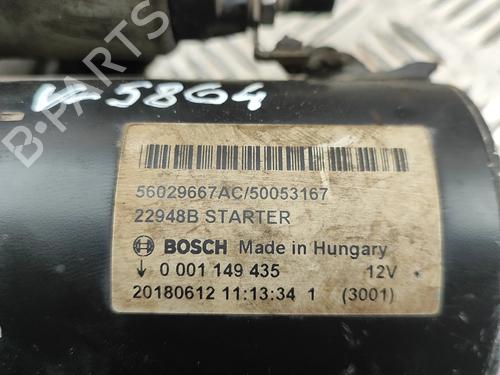 B-PARTS
V-5804
56029667AC/50053167
22948B STARTER
BOSCH Made in Hungary
↓ 0 001 149 435 12V
20180612 11:13:34 1 (3001)